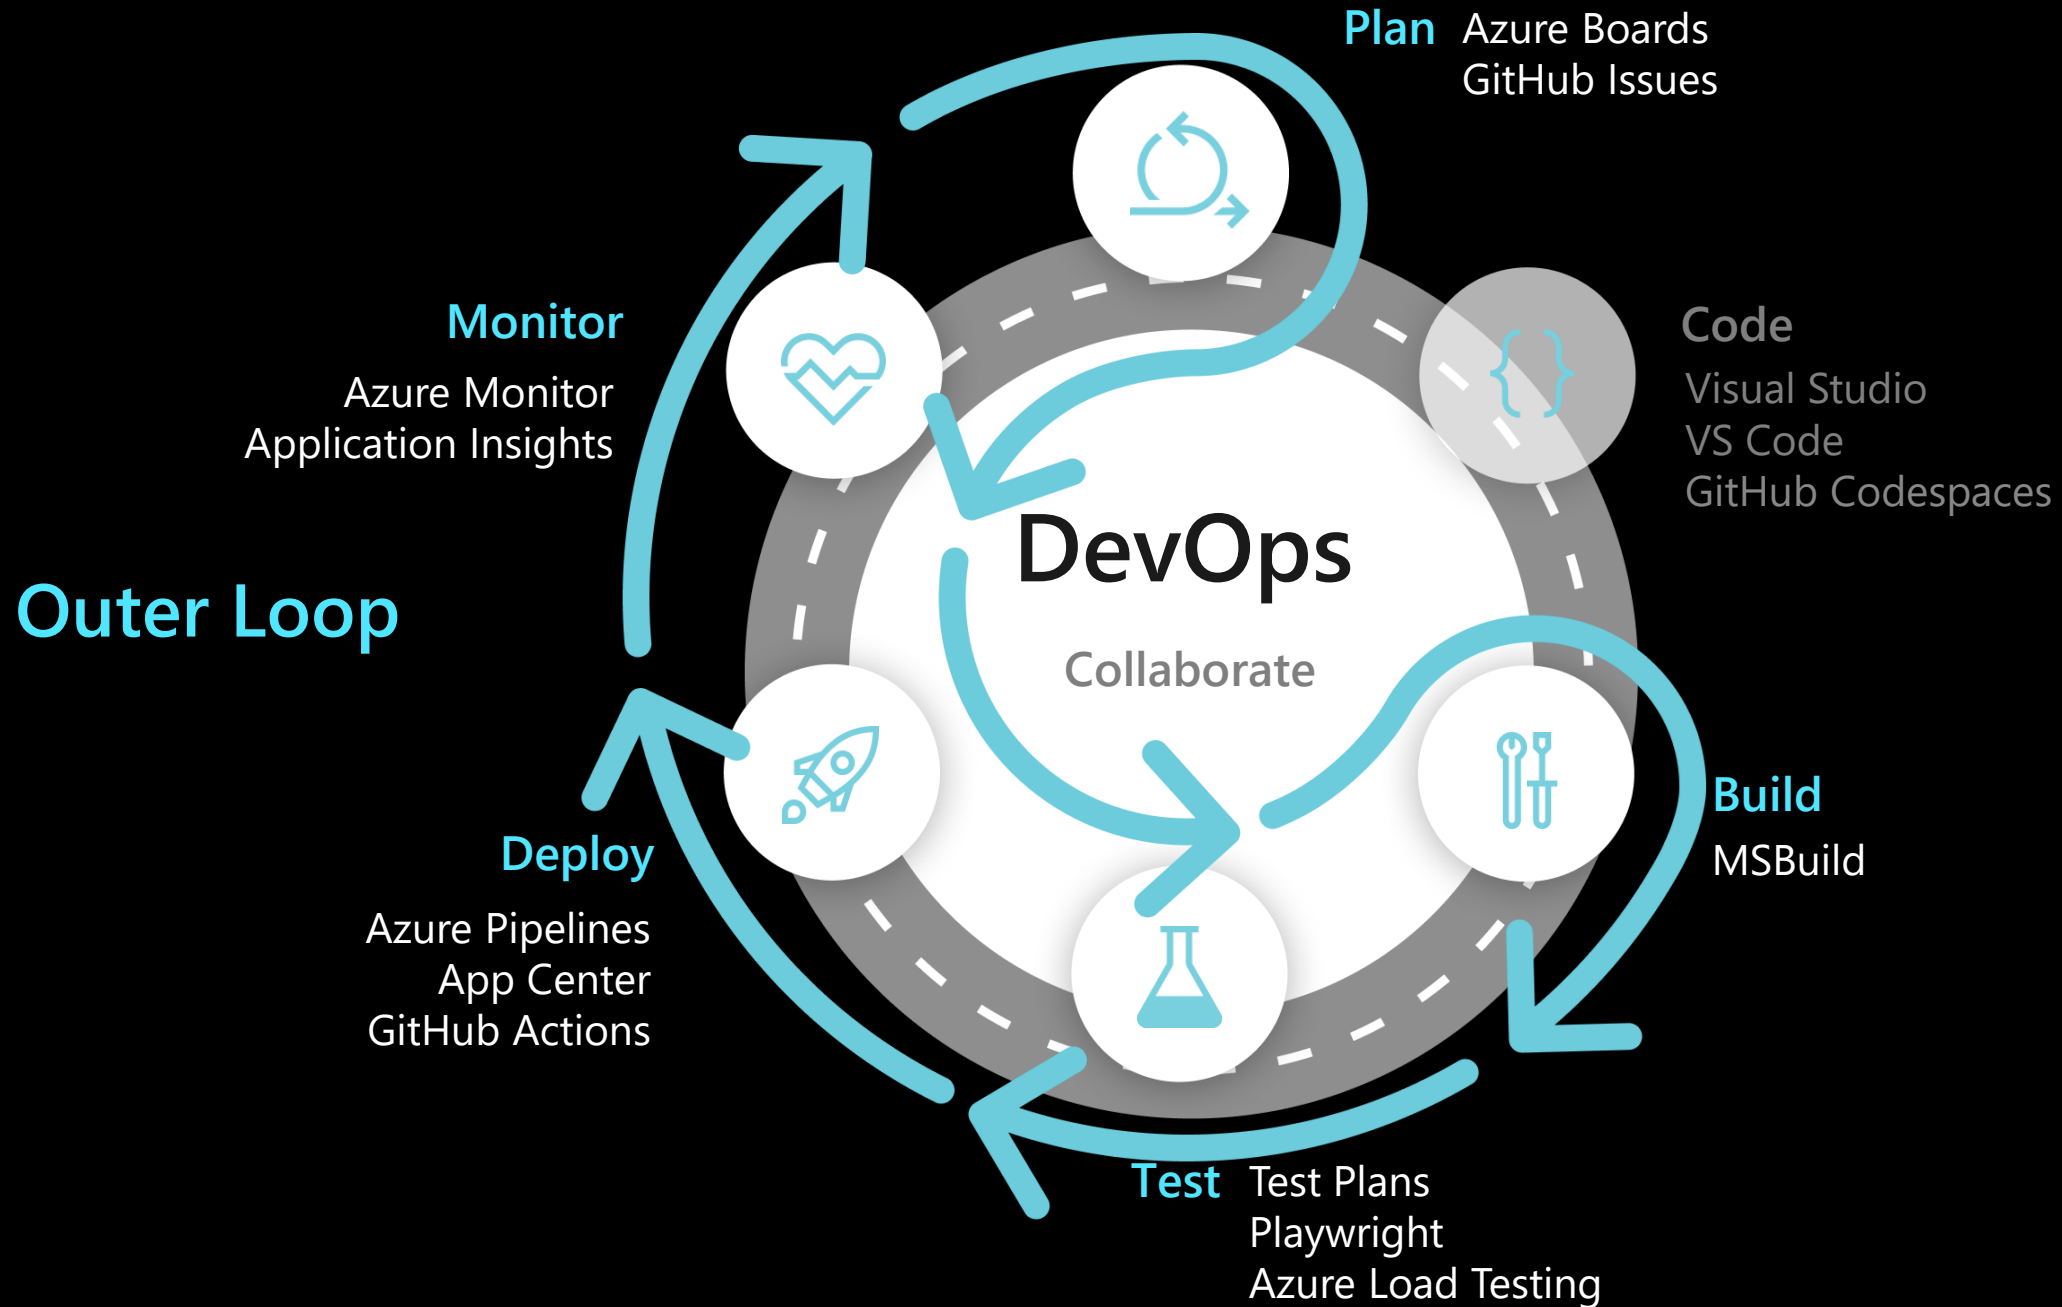 Plan
Azure Boards
GitHub Issues
Code
Visual Studio
VS Code
GitHub Codespaces
Monitor
Azure Monitor
Application Insights
DevOps
Collaborate
Outer Loop
Build
MSBuild
Deploy
Azure Pipelines
App Center
GitHub Actions
Test
Test Plans
Playwright
Azure Load Testing